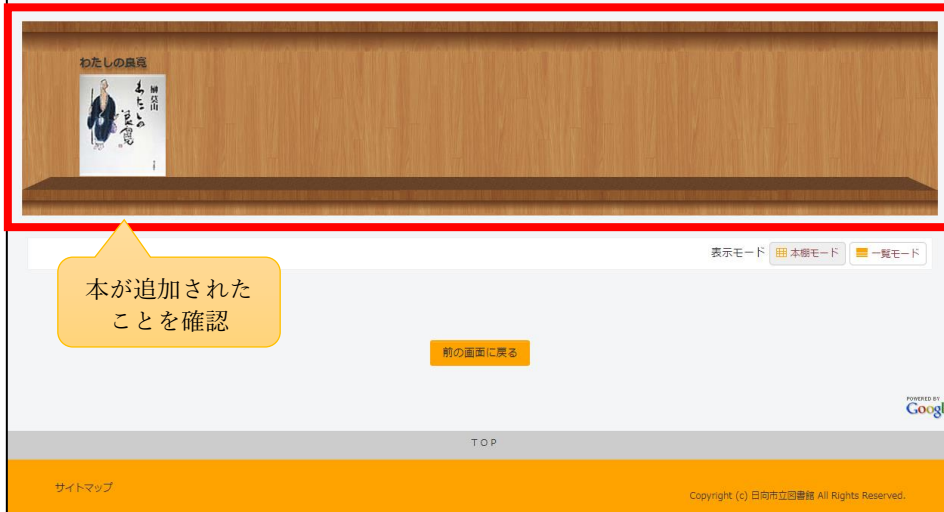 わたしの良寛
榊莫山
わたしの
良寛
表示モード 本棚モード 一覧モード
本が追加された
ことを確認
前の画面に戻る
POWERED BY
Googl
TOP
サイトマップ
Copyright (c) 日向市立図書館 All Rights Reserved.